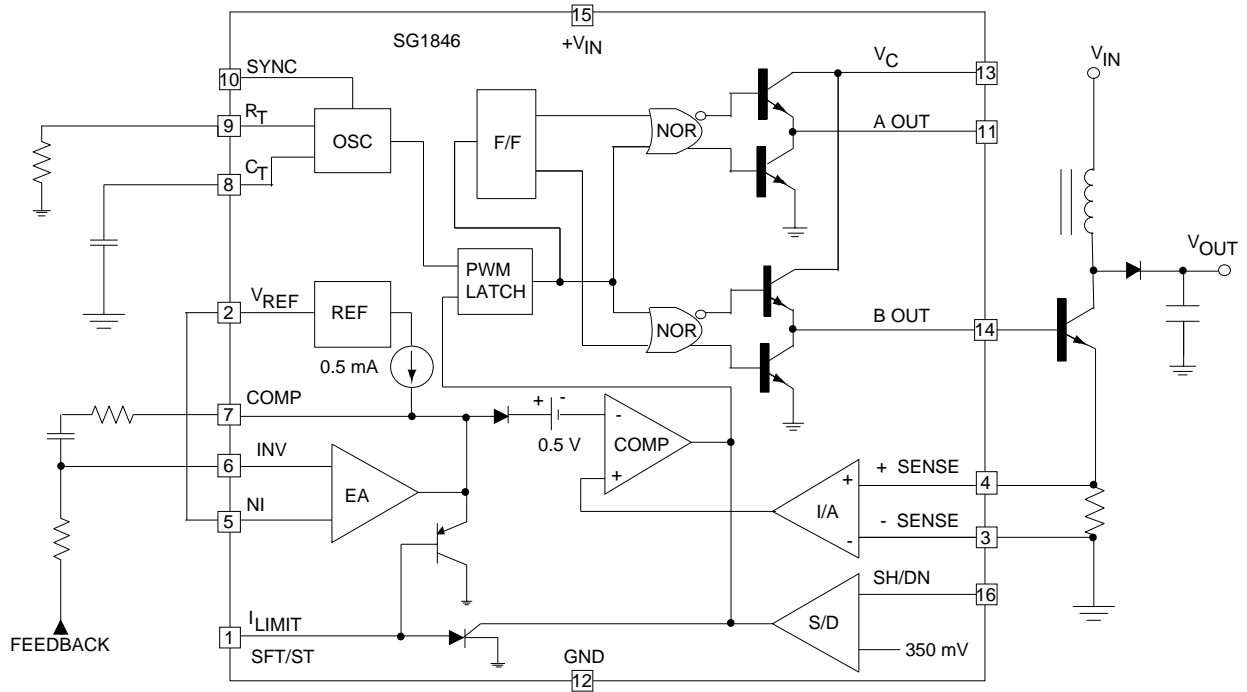 15
SG1846
+VIN
VIN
10 SYNC
VC
13
RT
9
OSC
F/F
NOR
A OUT
11
CT
8
VOUT
PWM
LATCH
VREF
2
REF
NOR
B OUT
14
0.5 mA
COMP
7
+ -
0.5 V
-
COMP
+
INV
6
EA
NI
5
+ SENSE
4
+
I/A
-
- SENSE
3
SH/DN
16
S/D
350 mV
ILIMIT
1
SFT/ST
FEEDBACK
GND
12